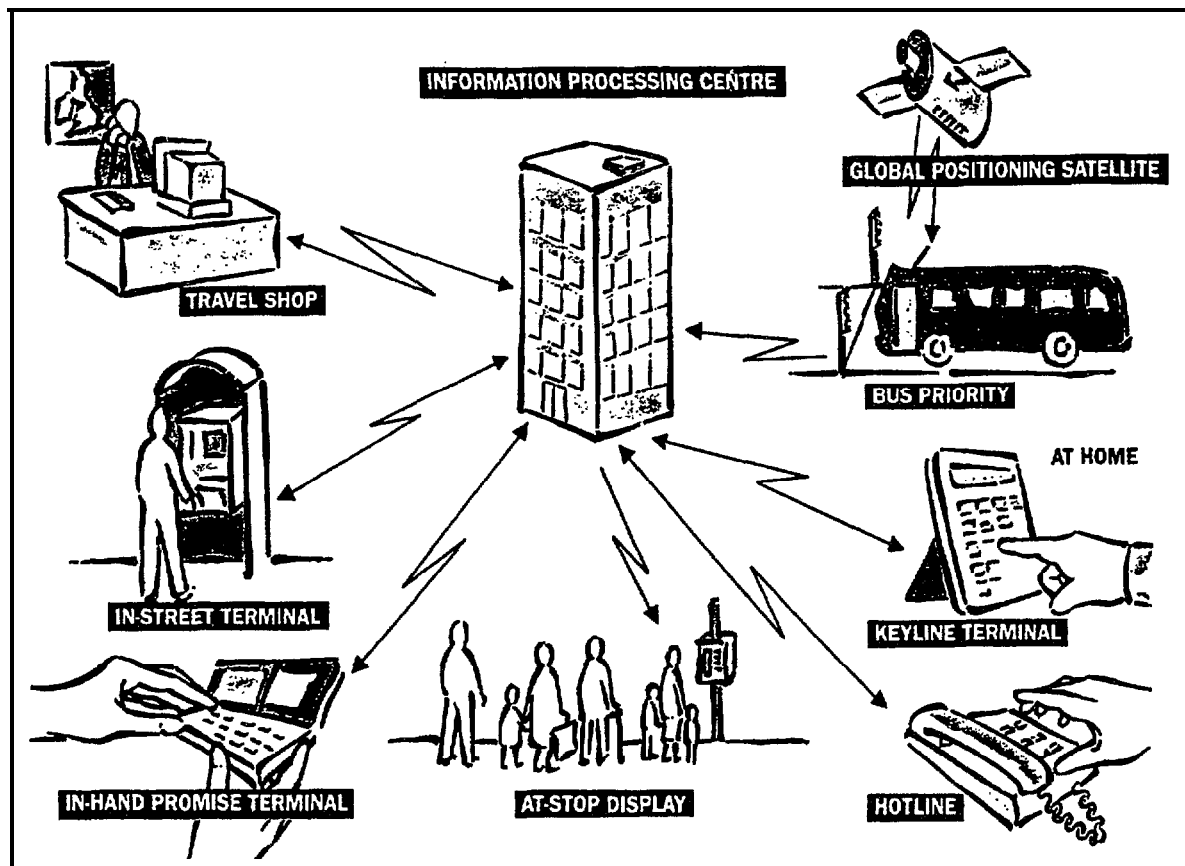 INFORMATION PROCESSING CENTRE
GLOBAL POSITIONING SATELLITE
TRAVEL SHOP
BUS PRIORITY
AT HOME
IN-STREET TERMINAL
KEYLINE TERMINAL
IN-HAND PROMISE TERMINAL
AT-STOP DISPLAY
HOTLINE